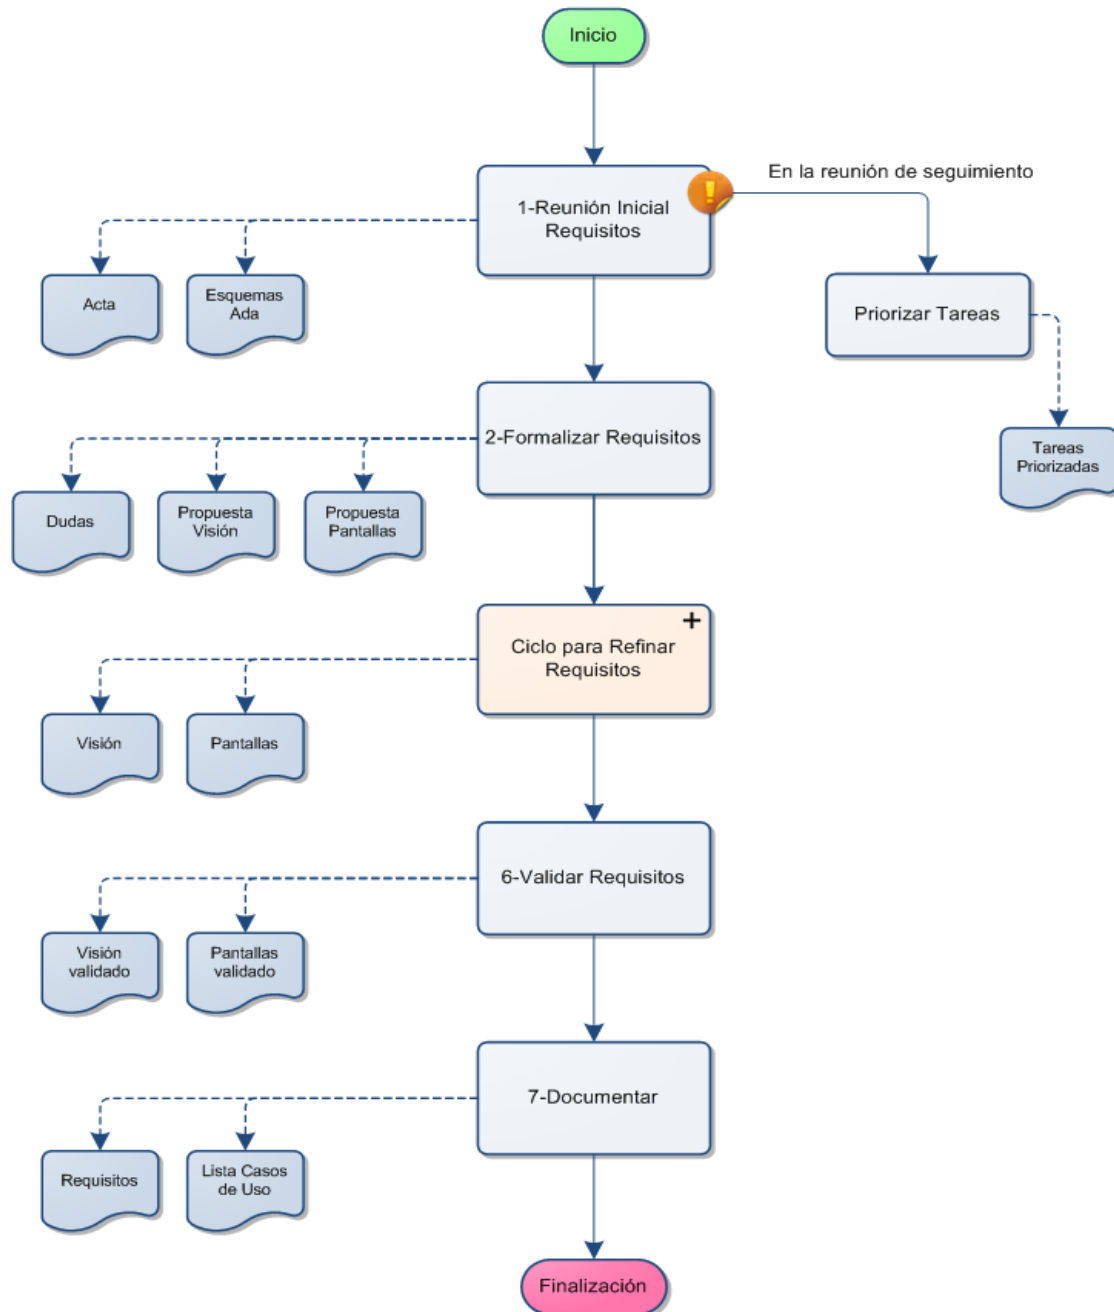 Inicio
En la reunión de seguimiento
1-Reunión Inicial
Requisitos
Acta
Esquemas
Ada
Priorizar Tareas
2-Formalizar Requisitos
Tareas
Priorizadas
Dudas
Propuesta
Visión
Propuesta
Pantallas
Ciclo para Refinar
Requisitos
Visión
Pantallas
6-Validar Requisitos
Visión
validado
Pantallas
validado
7-Documentar
Requisitos
Lista Casos
de Uso
Finalización